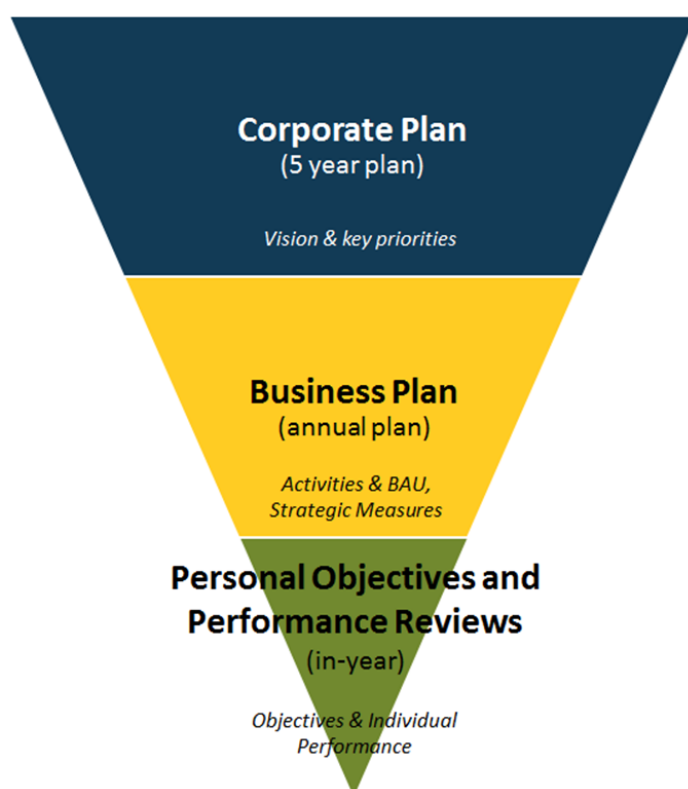 Corporate Plan
(5 year plan)
Vision & key priorities
Business Plan
(annual plan)
Activities & BAU,
Strategic Measures
Personal Objectives and
Performance Reviews
(in-year)
Objectives & Individual
Performance